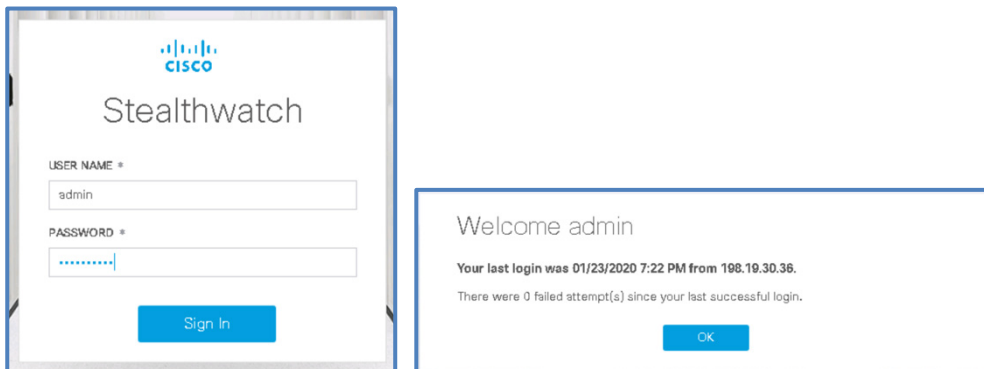 CISCO
Stealthwatch
USER NAME *
admin
PASSWORD *
••••••••••
Sign In
Welcome admin
Your last login was 01/23/2020 7:22 PM from 198.19.30.36.
There were 0 failed attempt(s) since your last successful login.
OK